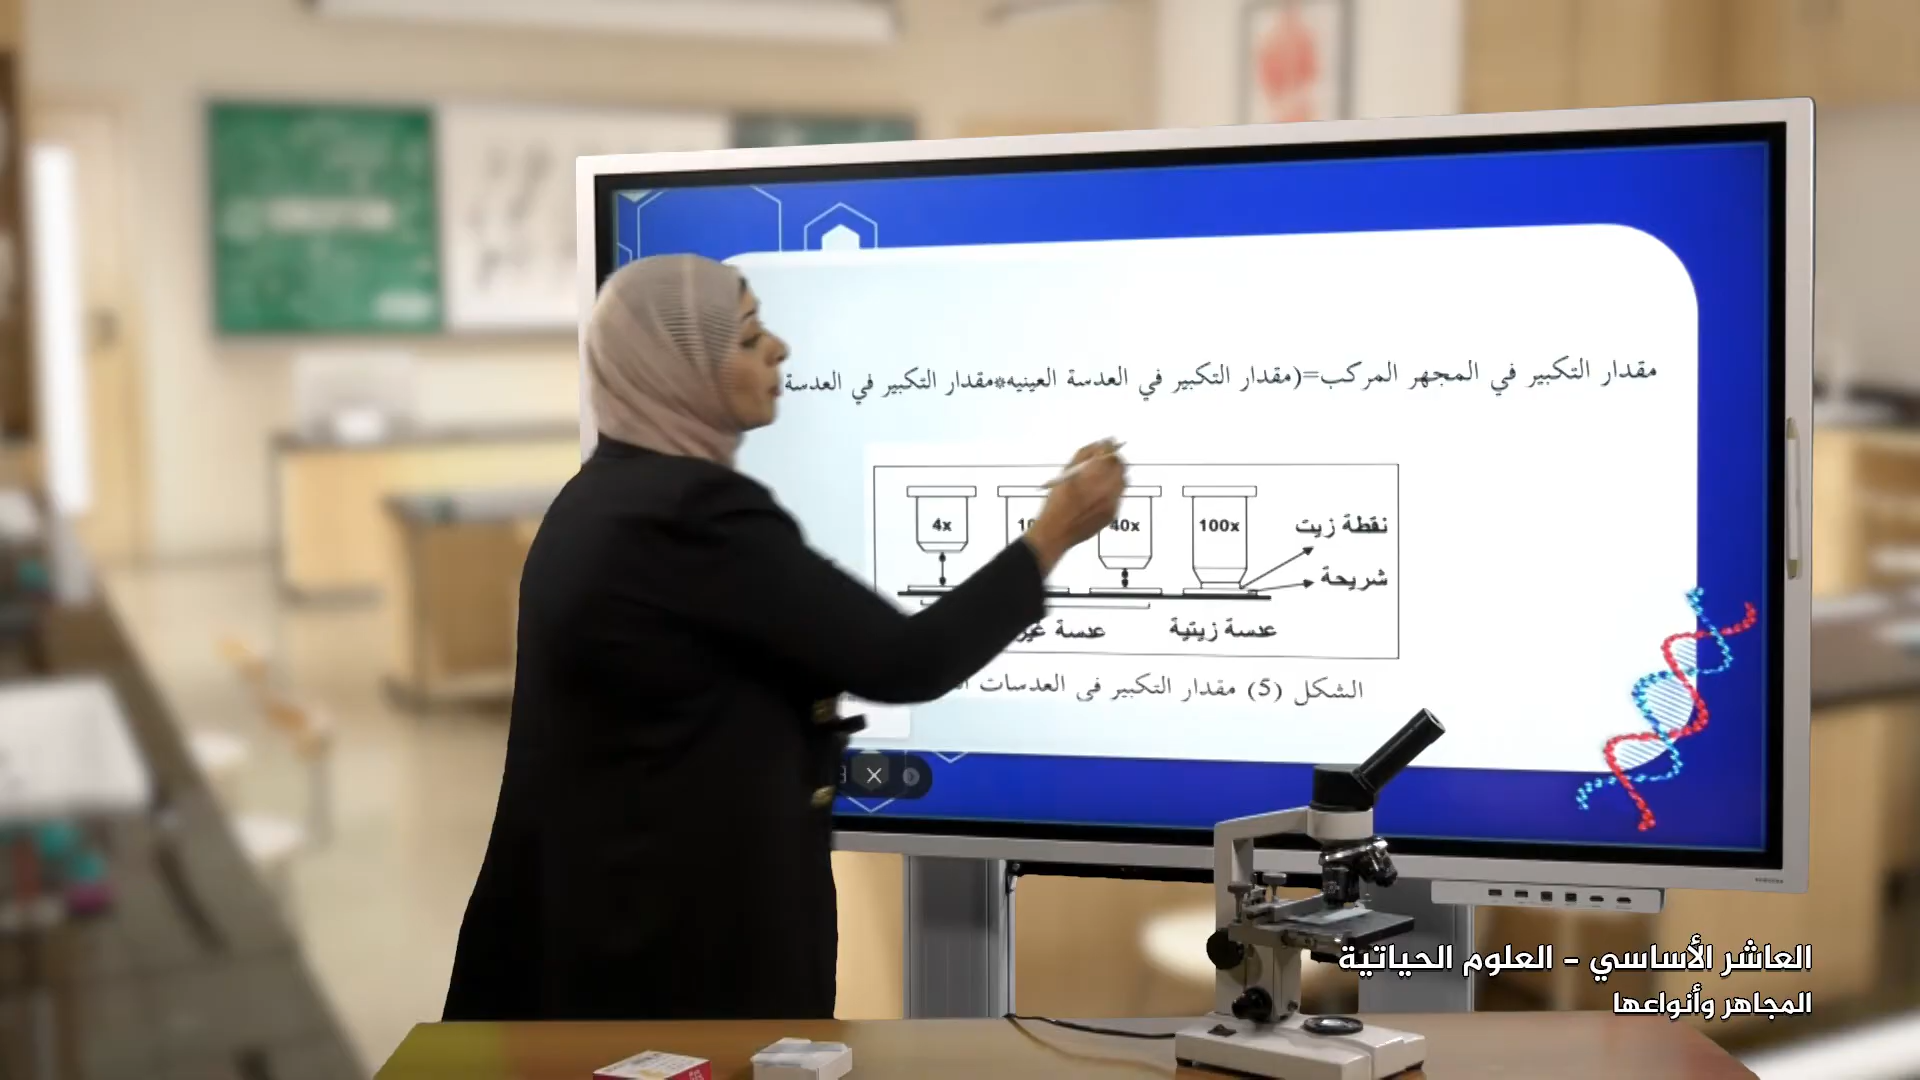 مقدار التكبير في المجهر المركب=(مقدار التكبير في العدسة العينيه*مقدار التكبير في العدسة
4x
40x
100x
نقطة زيت
شريحة
عدسة
عدسة زيتية
الشكل (5) مقدار التكبير في العدسات
العاشر الأساسي - العلوم الحياتية
المجاهر وأنواعها